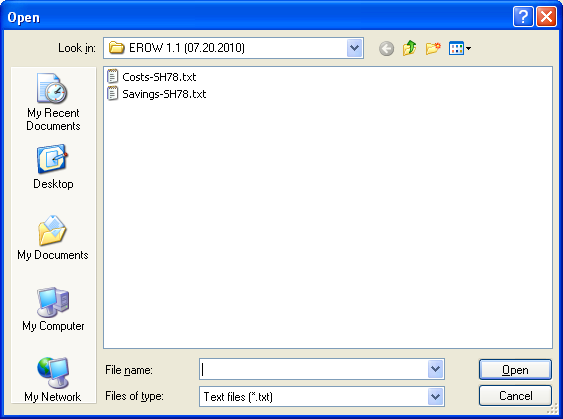 Open
Look in: EROW 1.1 (07.20.2010)
Costs-SH78.txt
Savings-SH78.txt
My Recent
Documents
Desktop
My Documents
My Computer
My Network
File name: Open
Files of type: Text files (*.txt) Cancel